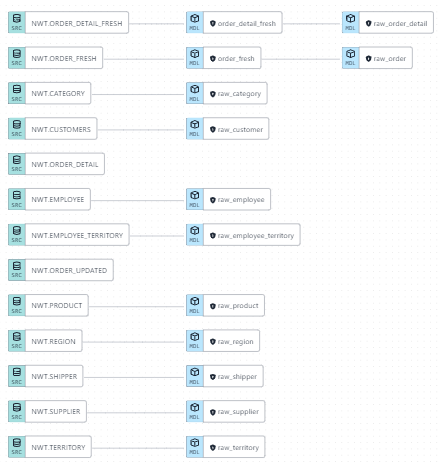 NWT.ORDER_DETAIL_FRESH order_detail_fresh raw_order_detail
SRC MDL MDL
NWT.ORDER_FRESH order_fresh raw_order
SRC MDL MDL
NWT.CATEGORY raw_category
SRC MDL
NWT.CUSTOMERS raw_customer
SRC MDL
NWT.ORDER_DETAIL
SRC
NWT.EMPLOYEE raw_employee
SRC MDL
NWT.EMPLOYEE_TERRITORY raw_employee_territory
SRC MDL
NWT.ORDER_UPDATED
SRC
NWT.PRODUCT raw_product
SRC MDL
NWT.REGION raw_region
SRC MDL
NWT.SHIPPER raw_shipper
SRC MDL
NWT.SUPPLIER raw_supplier
SRC MDL
NWT.TERRITORY raw_territory
SRC MDL